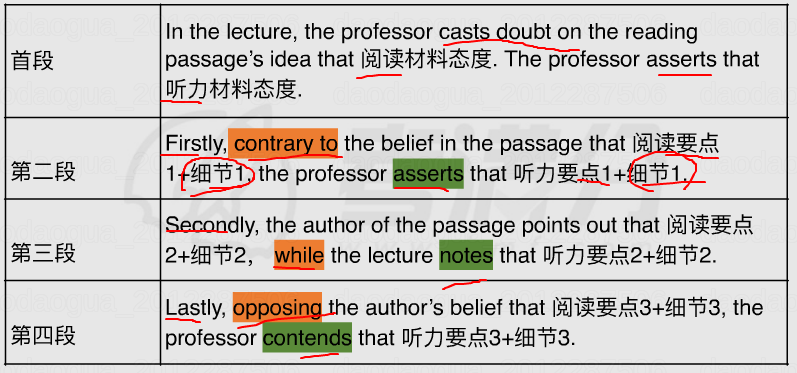 首段
In the lecture, the professor casts doubt on the reading
passage’s idea that 阅读材料态度. The professor asserts that
听力材料态度.
第二段
Firstly, contrary to the belief in the passage that 阅读要点
1+细节1, the professor asserts that 听力要点1+细节1.
第三段
Secondly, the author of the passage points out that 阅读要点
2+细节2, while the lecture notes that 听力要点2+细节2.
第四段
Lastly, opposing the author’s belief that 阅读要点3+细节3, the
professor contends that 听力要点3+细节3.